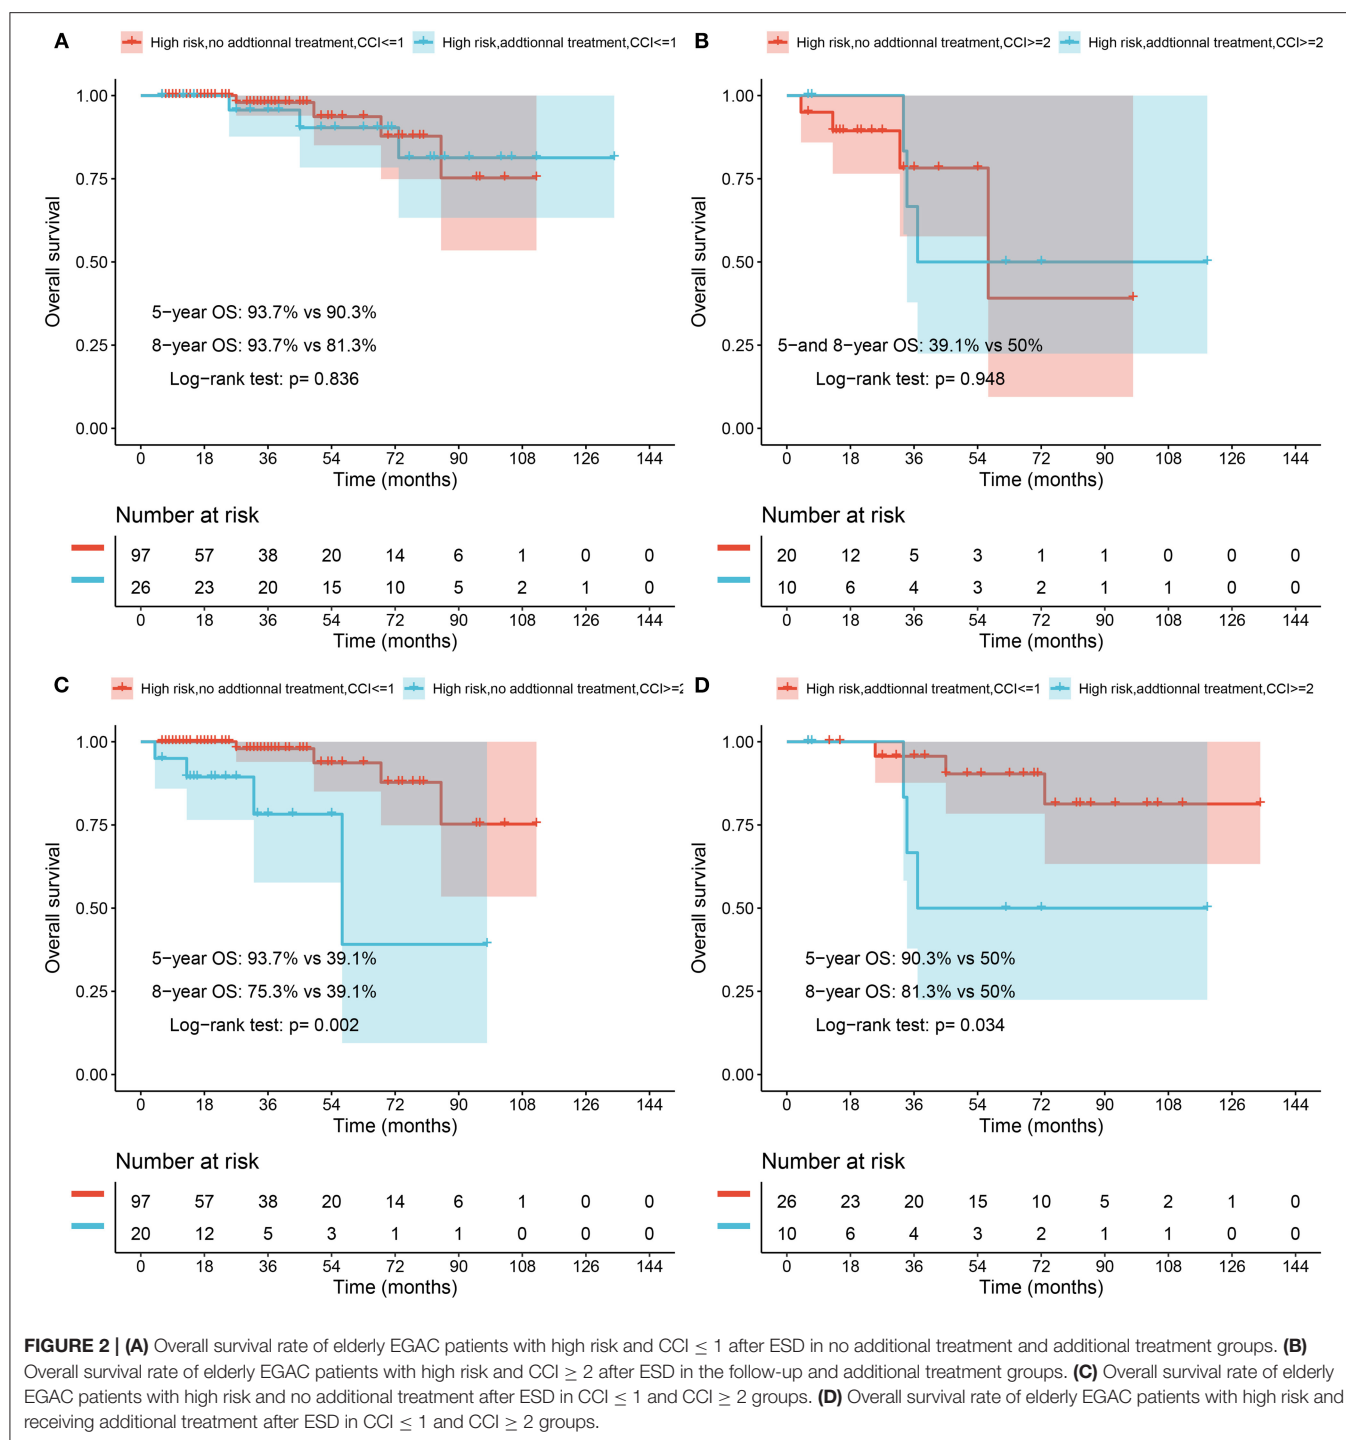 A
High risk,no addtionnal treatment,CCI<=1
High risk,addtionnal treatment,CCI<=1
1.00
0.75
0.50
0.25
0.00
Overall survival
5−year OS: 93.7% vs 90.3%
8−year OS: 93.7% vs 81.3%
Log−rank test: p= 0.836
0 18 36 54 72 90 108 126 144
Time (months)
Number at risk
97 57 38 20 14 6 1 0 0
26 23 20 15 10 5 2 1 0
0 18 36 54 72 90 108 126 144
Time (months)
B
High risk,no addtionnal treatment,CCI>=2
High risk,addtionnal treatment,CCI>=2
1.00
0.75
0.50
0.25
0.00
Overall survival
5−and 8−year OS: 39.1% vs 50%
Log−rank test: p= 0.948
0 18 36 54 72 90 108 126 144
Time (months)
Number at risk
20 12 5 3 1 1 0 0 0
10 6 4 3 2 1 1 0 0
0 18 36 54 72 90 108 126 144
Time (months)
C
High risk,no addtionnal treatment,CCI<=1
High risk,no addtionnal treatment,CCI>=2
1.00
0.75
0.50
0.25
0.00
Overall survival
5−year OS: 93.7% vs 39.1%
8−year OS: 75.3% vs 39.1%
Log−rank test: p= 0.002
0 18 36 54 72 90 108 126 144
Time (months)
Number at risk
97 57 38 20 14 6 1 0 0
20 12 5 3 1 1 0 0 0
0 18 36 54 72 90 108 126 144
Time (months)
D
High risk,addtionnal treatment,CCI<=1
High risk,addtionnal treatment,CCI>=2
1.00
0.75
0.50
0.25
0.00
Overall survival
5−year OS: 90.3% vs 50%
8−year OS: 81.3% vs 50%
Log−rank test: p= 0.034
0 18 36 54 72 90 108 126 144
Time (months)
Number at risk
26 23 20 15 10 5 2 1 0
10 6 4 3 2 1 1 0 0
0 18 36 54 72 90 108 126 144
Time (months)
FIGURE 2 | (A) Overall survival rate of elderly EGAC patients with high risk and CCI ≤ 1 after ESD in no additional treatment and additional treatment groups. (B)
Overall survival rate of elderly EGAC patients with high risk and CCI ≥ 2 after ESD in the follow-up and additional treatment groups. (C) Overall survival rate of elderly
EGAC patients with high risk and no additional treatment after ESD in CCI ≤ 1 and CCI ≥ 2 groups. (D) Overall survival rate of elderly EGAC patients with high risk and
receiving additional treatment after ESD in CCI ≤ 1 and CCI ≥ 2 groups.